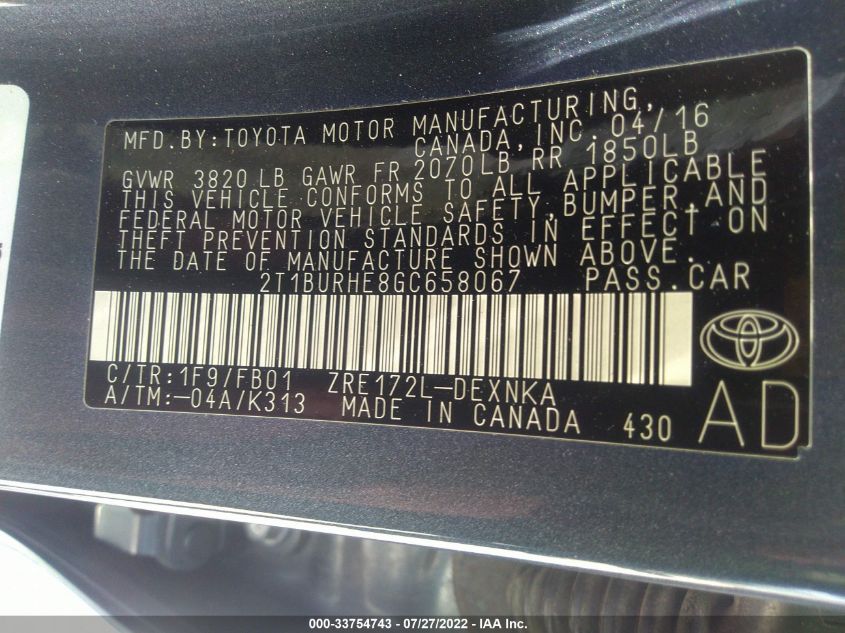 MFD.BY:TOYOTA MOTOR MANUFACTURING,
CANADA,INC. 04/16
GVWR 3820 LB GAWR FR 2070LB RR 1850LB
THIS VEHICLE CONFORMS TO ALL APPLICABLE
FEDERAL MOTOR VEHICLE SAFETY,BUMPER,AND
THEFT PREVENTION STANDARDS IN EFFECT ON
THE DATE OF MANUFACTURE SHOWN ABOVE.
2T1BURHE8GC658067 PASS.CAR
C/TR:1F9/FB01 ZRE172L-DEXNKA
A/TM:-04A/K313 MADE IN CANADA 430 AD
000-33754743 / 07/27/2022 - IAA Inc.